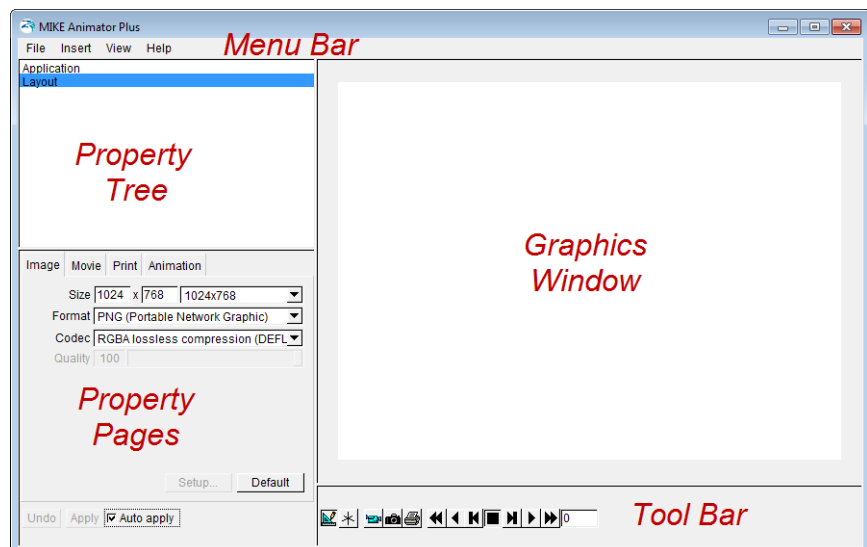 MIKE Animator Plus
File Insert View Help
Menu Bar
Application
Layout
Property
Tree
Graphics
Window
Image Movie Print Animation
Size 1024 x 768 1024x768
Format PNG (Portable Network Graphic)
Codec RGBA lossless compression (DEFL
Quality 100
Property
Pages
Setup... Default
Undo Apply Auto apply
0
Tool Bar